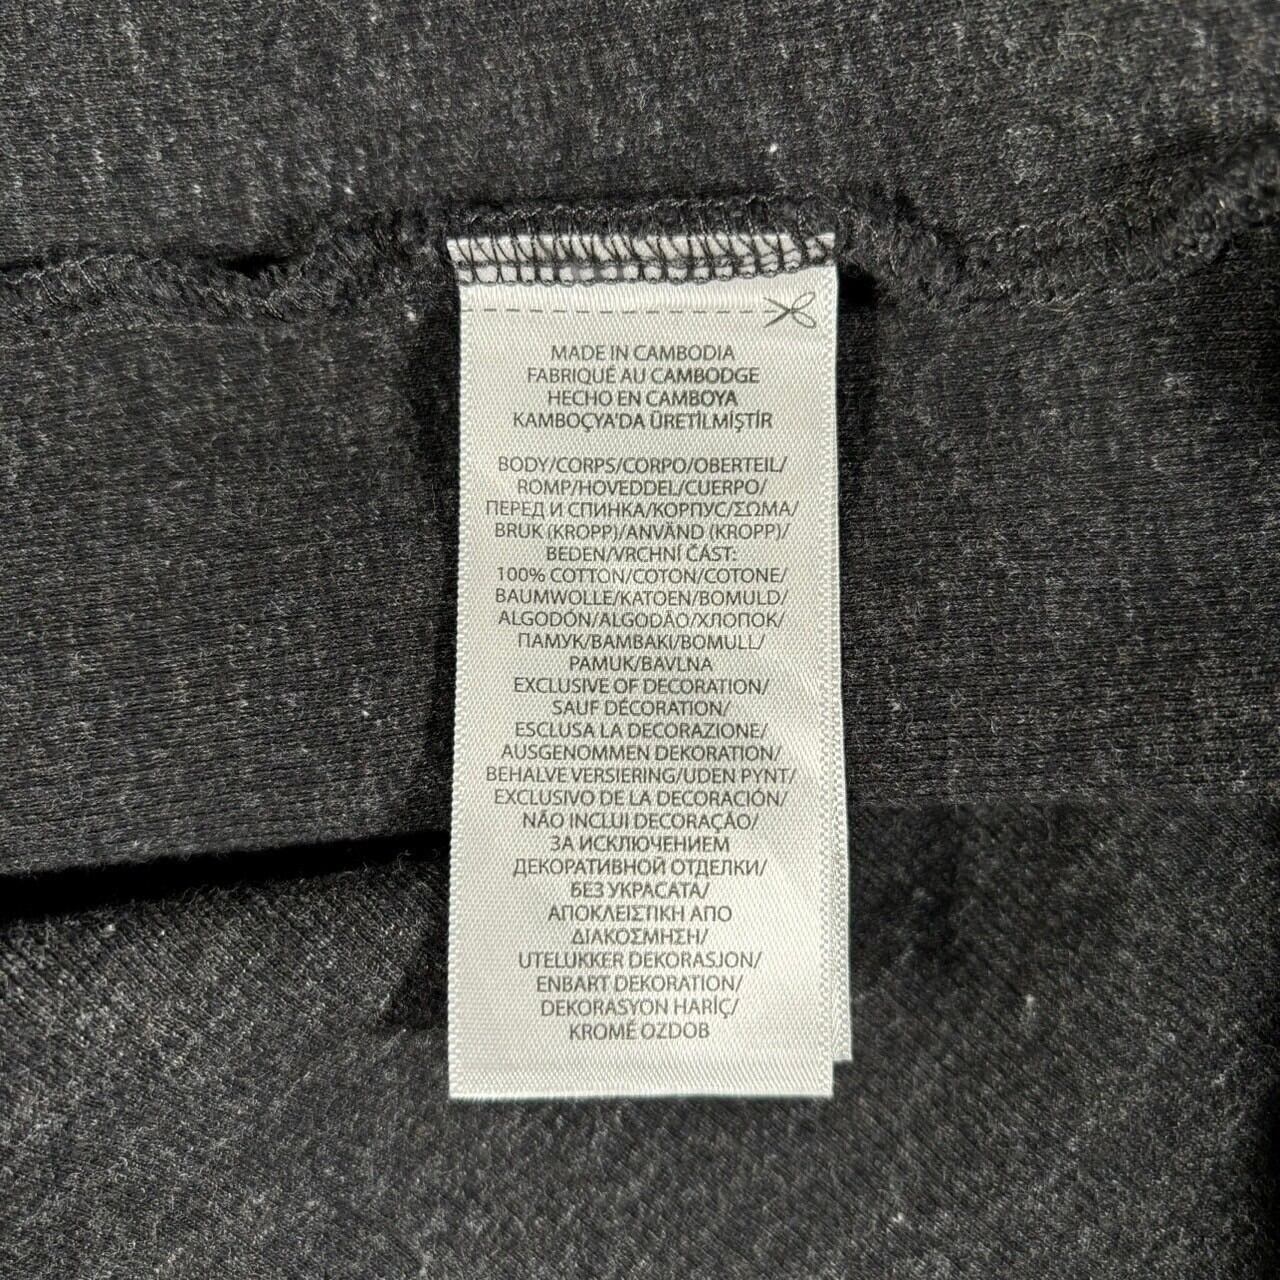 MADE IN CAMBODIA
FABRIQUÉ AU CAMBODGE
HECHO EN CAMBOYA
KAMBOÇYA'DA ÜRETİLMİŞTİR
BODY/CORPS/CORPO/OBERTEIL/
ROMP/HOVEDDEL/CUERPO/
ПЕРЕД И СПИНКА/КОРПУС/ΣΩΜΑ/
BRUK (KROPP)/ANVÄND (KROPP)/
BEDEN/VRCHNÍ ČÁST:
100% COTTON/COTON/COTONE/
BAUMWOLLE/KATOEN/BOMULD/
ALGODÓN/ALGODÃO/ХЛОПОК/
ПАМУК/ΒΑΜΒΑΚΙ/BOMULL/
PAMUK/BAVLNA
EXCLUSIVE OF DECORATION/
SAUF DÉCORATION/
ESCLUSA LA DECORAZIONE/
AUSGENOMMEN DEKORATION/
BEHALVE VERSIERING/UDEN PYNT/
EXCLUSIVO DE LA DECORACIÓN/
NÃO INCLUI DECORAÇÃO/
ЗА ИСКЛЮЧЕНИЕМ
ДЕКОРАТИВНОЙ ОТДЕЛКИ/
БЕЗ УКРАСАТА/
ΑΠΟΚΛΕΙΣΤΙΚΗ ΑΠΟ
ΔΙΑΚΟΣΜΗΣΗ/
UTELUKKER DEKORASJON/
ENBART DEKORATION/
DEKORASYON HARİÇ/
KROMĚ OZDOB